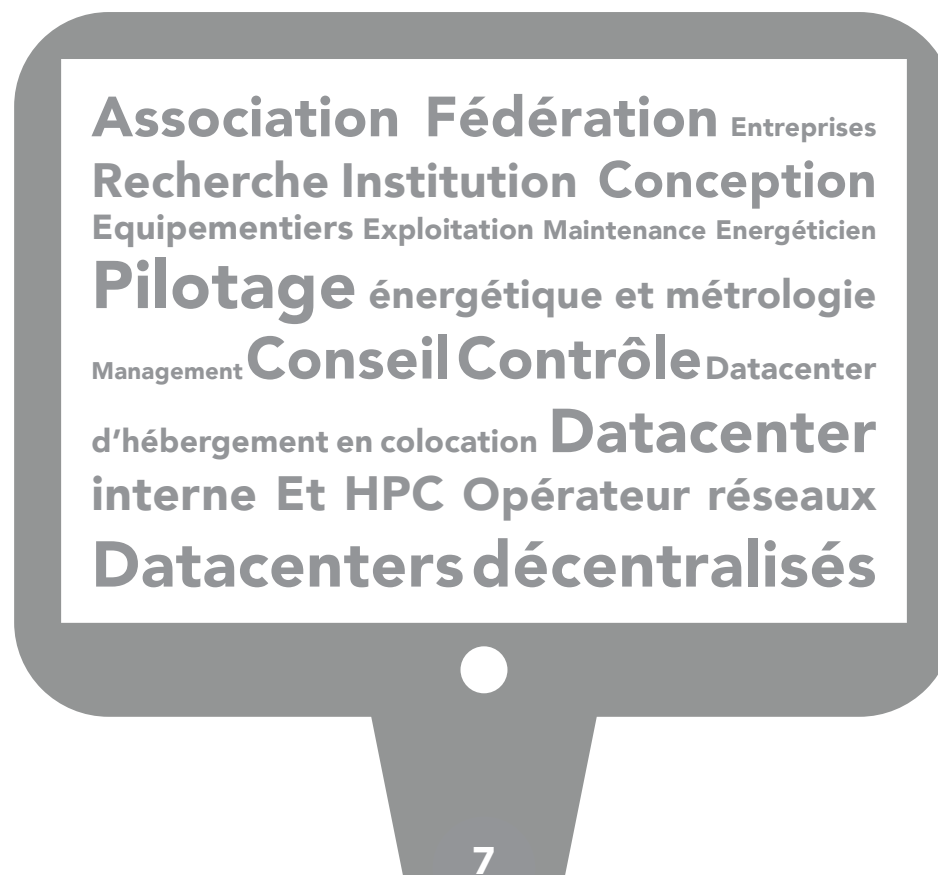 Association Fédération Entreprises
Recherche Institution Conception
Equipementiers Exploitation Maintenance Energéticien
Pilotage énergétique et métrologie
Management Conseil Contrôle Datacenter
d’hébergement en colocation Datacenter
interne Et HPC Opérateur réseaux
Datacenters décentralisés
7